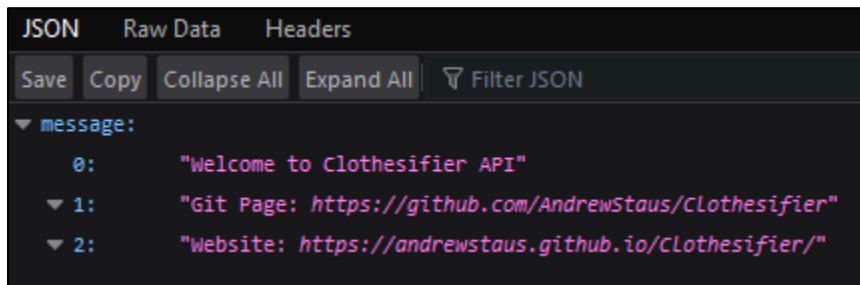 JSON Raw Data Headers
Save Copy Collapse All Expand All Filter JSON
message:
0: "Welcome to Clothesifier API"
1: "Git Page: https://github.com/AndrewStaus/Clothesifier"
2: "Website: https://andrewstaus.github.io/Clothesifier/"